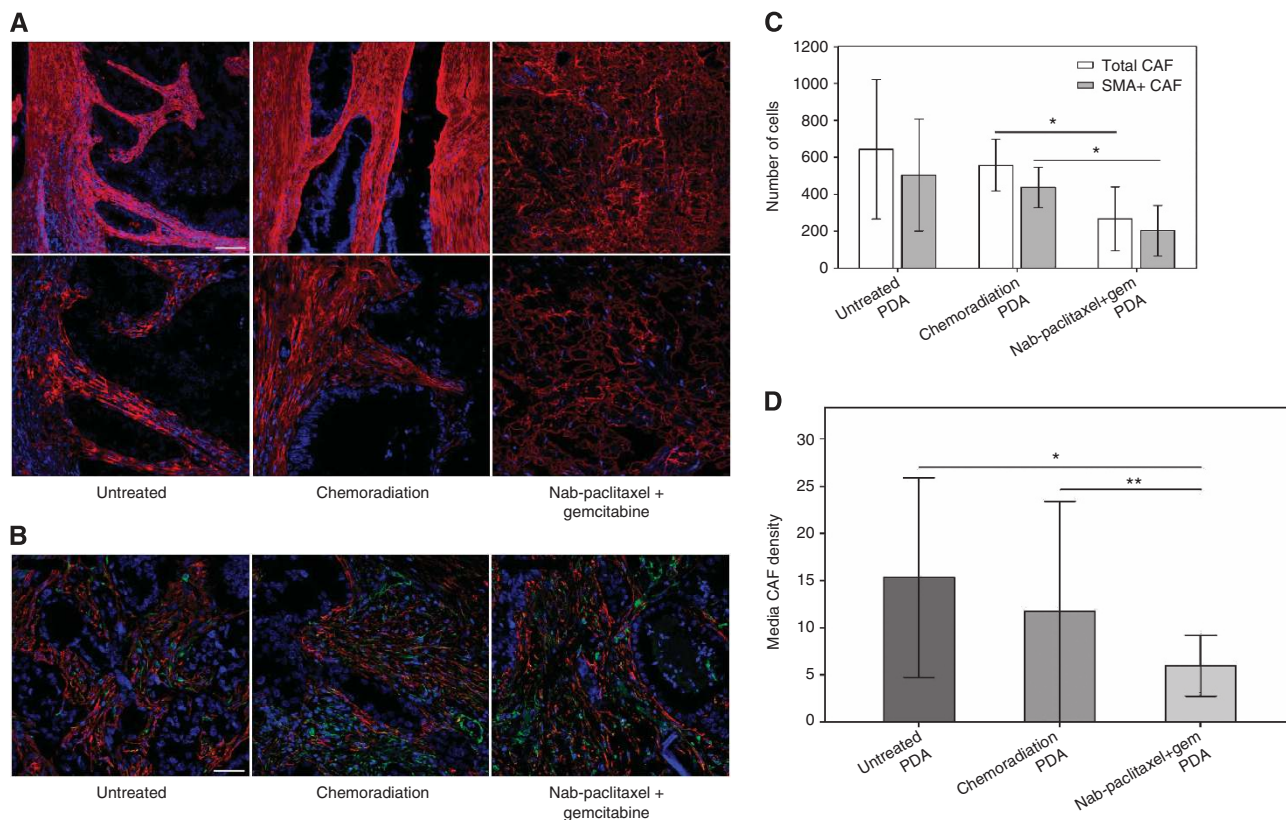 A
Untreated
Chemoradiation
Nab-paclitaxel +
gemcitabine
B
Untreated
Chemoradiation
Nab-paclitaxel +
gemcitabine
C
1200
1000
800
600
400
200
0
Number of cells
Total CAF
SMA+ CAF
*
*
Untreated
PDA
Chemoradiation
PDA
Nab-paclitaxel+gem
PDA
D
30
25
20
15
10
5
0
Media CAF density
*
**
Untreated
PDA
Chemoradiation
PDA
Nab-paclitaxel+gem
PDA